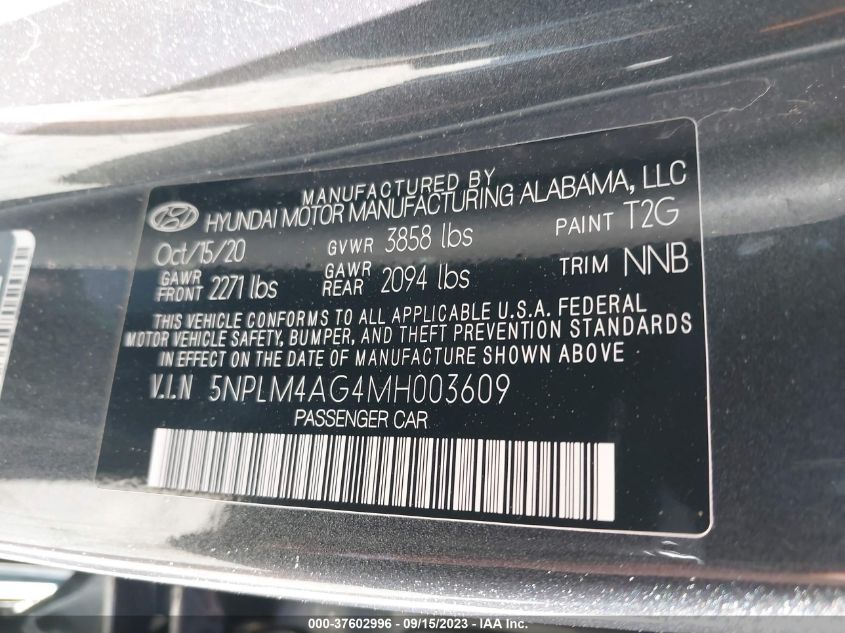 MANUFACTURED BY
HYUNDAI MOTOR MANUFACTURING ALABAMA, LLC
Oct/15/20 GVWR 3858 lbs PAINT T2G
GAWR FRONT 2271 lbs GAWR REAR 2094 lbs TRIM NNB
THIS VEHICLE CONFORMS TO ALL APPLICABLE U.S.A. FEDERAL
MOTOR VEHICLE SAFETY, BUMPER, AND THEFT PREVENTION STANDARDS
IN EFFECT ON THE DATE OF MANUFACTURE SHOWN ABOVE
V.I.N 5NPLM4AG4MH003609
PASSENGER CAR
000-37602996 - 09/15/2023 - IAA Inc.